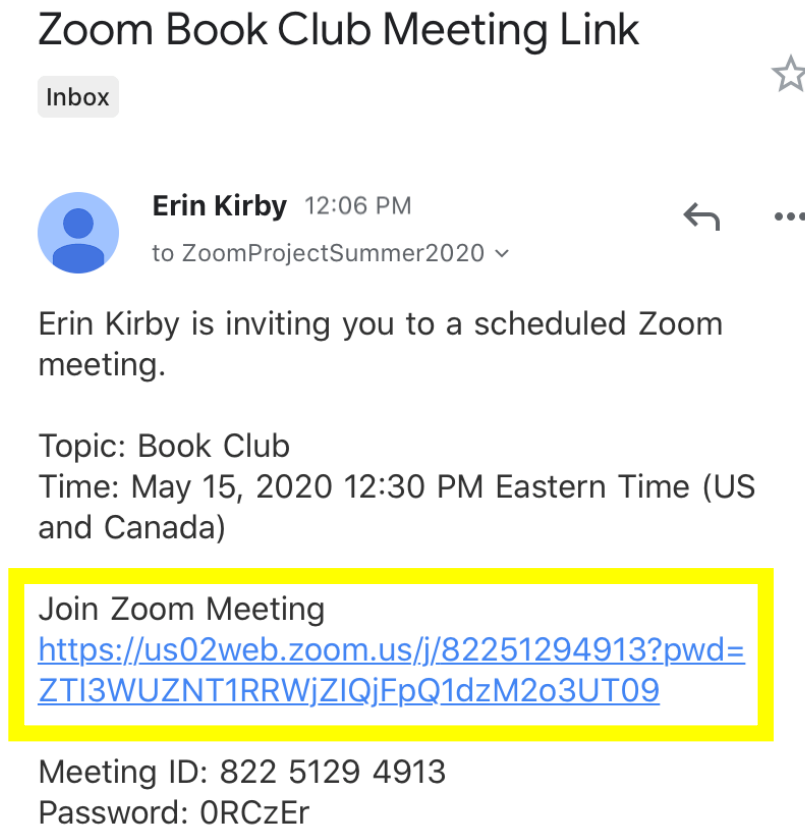 Zoom Book Club Meeting Link
Inbox
Erin Kirby 12:06 PM
to ZoomProjectSummer2020
Erin Kirby is inviting you to a scheduled Zoom
meeting.
Topic: Book Club
Time: May 15, 2020 12:30 PM Eastern Time (US
and Canada)
Join Zoom Meeting
https://us02web.zoom.us/j/82251294913?pwd=
ZTI3WUZNT1RRWjZIQjFpQ1dzM2o3UT09
Meeting ID: 822 5129 4913
Password: 0RCzEr